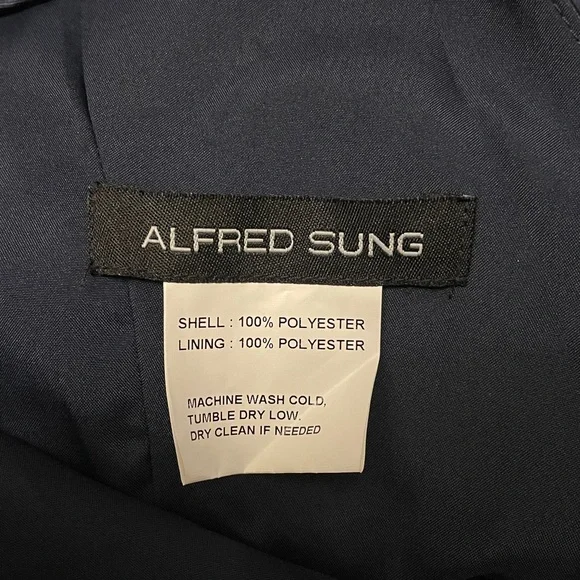 ALFRED SUNG
SHELL : 100% POLYESTER
LINING : 100% POLYESTER
MACHINE WASH COLD,
TUMBLE DRY LOW.
DRY CLEAN IF NEEDED